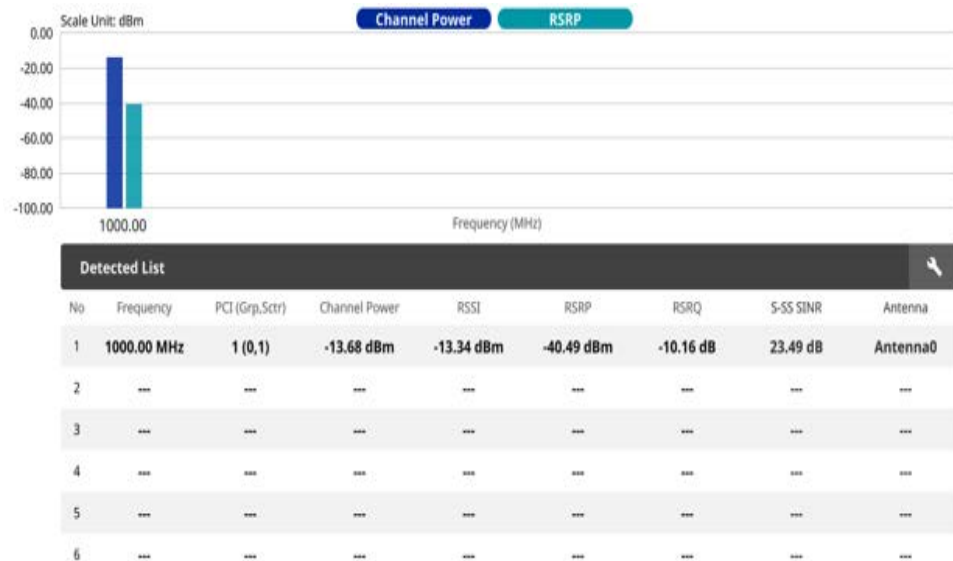 Scale Unit: dBm
Channel Power RSRP
0.00
-20.00
-40.00
-60.00
-80.00
-100.00
1000.00 Frequency (MHz)
Detected List
No Frequency PCI (Grp,Sctr) Channel Power RSSI RSRP RSRQ S-SS SINR Antenna
1 1000.00 MHz 1 (0,1) -13.68 dBm -13.34 dBm -40.49 dBm -10.16 dB 23.49 dB Antenna0
2 --- --- --- --- --- --- --- ---
3 --- --- --- --- --- --- --- ---
4 --- --- --- --- --- --- --- ---
5 --- --- --- --- --- --- --- ---
6 --- --- --- --- --- --- --- ---